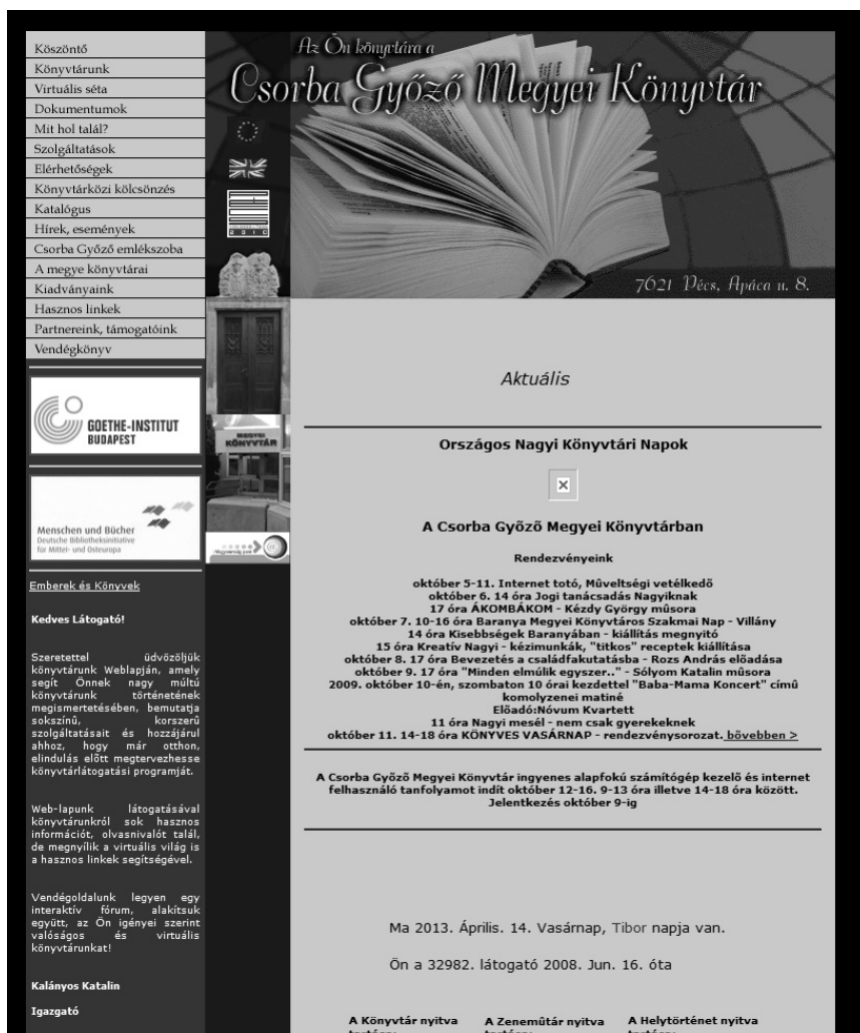 Köszöntő
Könyvtárunk
Virtuális séta
Dokumentumok
Mit hol talál?
Szolgáltatások
Elérhetőségek
Könyvtárközi kölcsönzés
Katalógus
Hírek, események
Csorba Győző emlékszoba
A megye könyvtárai
Kiadványaink
Hasznos linkek
Partnereink, támogatóink
Vendégkönyv
GOETHE-INSTITUT
BUDAPEST
Menschen und Bücher
Deutsche Bibliotheksinitiative
für Mittel- und Osteuropa
Emberek és Könyvek
Kedves Látogató!
Szeretettel üdvözöljük
könyvtárunk Weblapján, amely
segít Önnek nagy múltú
könyvtárunk történetének
megismertetésében, bemutatja
sokszínû, korszerû
szolgáltatásait és hozzájárul
ahhoz, hogy már otthon,
elindulás előtt megtervezhesse
könyvtárlátogatási programját.
Web-lapunk látogatásával
könyvtárunkról sok hasznos
információt, olvasnivalót talál,
de megnyílik a virtuális világ is
a hasznos linkek segítségével.
Vendégoldalunk legyen egy
interaktív fórum, alakítsuk
együtt, az Ön igényei szerint
valóságos és virtuális
könyvtárunkat!
Kalányos Katalin
Igazgató
2010
MEGYEI
KÖNYVTÁR
Az Ön könyvtára a
Csorba Győző Megyei Könyvtár
7621 Pécs, Apáca u. 8.
Aktuális
Országos Nagyi Könyvtári Napok
A Csorba Győző Megyei Könyvtárban
Rendezvényeink
október 5-11. Internet totó, Mûveltségi vetélkedő
október 6. 14 óra Jogi tanácsadás Nagyiknak
17 óra ÁKOMBÁKOM - Kézdy György mûsora
október 7. 10-16 óra Baranya Megyei Könyvtáros Szakmai Nap - Villány
14 óra Kisebbségek Baranyában - kiállítás megnyitó
15 óra Kreatív Nagyi - kézimunkák, "titkos" receptek kiállítása
október 8. 17 óra Bevezetés a családfakutatásba - Rozs András előadása
október 9. 17 óra "Minden elmúlik egyszer.." - Sólyom Katalin mûsora
2009. október 10-én, szombaton 10 órai kezdettel "Baba-Mama Koncert" címû
komolyzenei matiné
Előadó:Nóvum Kvartett
11 óra Nagyi mesél - nem csak gyerekeknek
október 11. 14-18 óra KÖNYVES VASÁRNAP - rendezvénysorozat. bővebben >
A Csorba Győző Megyei Könyvtár ingyenes alapfokú számítógép kezelő és internet
felhasználó tanfolyamot indít október 12-16. 9-13 óra illetve 14-18 óra között.
Jelentkezés október 9-ig
Ma 2013. Április. 14. Vasárnap, Tibor napja van.
Ön a 32982. látogató 2008. Jun. 16. óta
A Könyvtár nyitva
A Zenemûtár nyitva
A Helytörténet nyitva